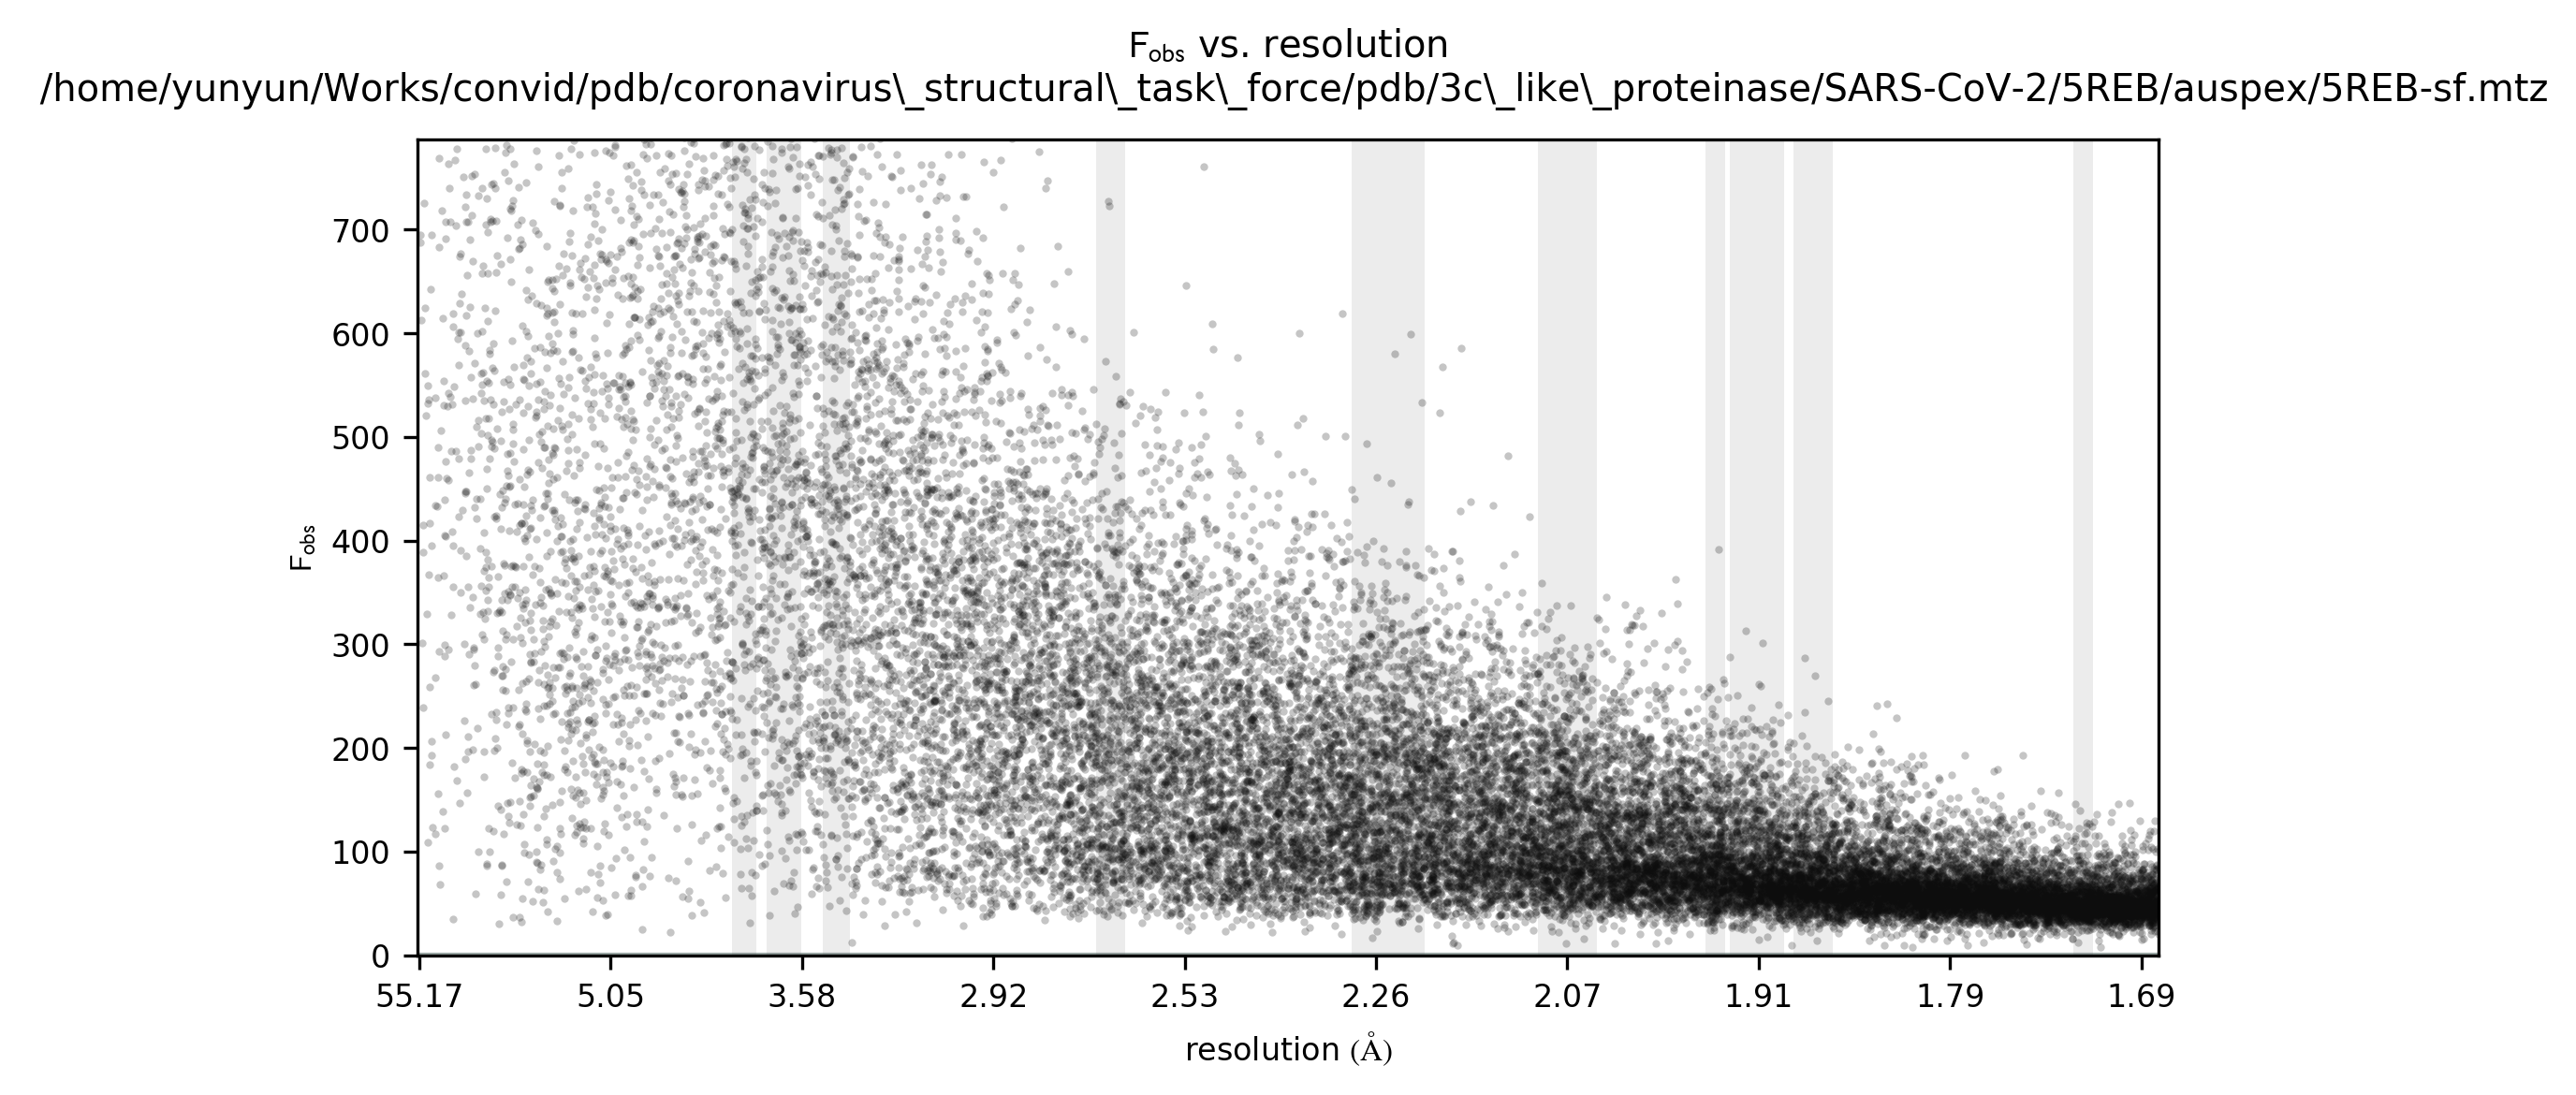 F_obs vs. resolution
/home/yunyun/Works/convid/pdb/coronavirus\_structural\_task\_force/pdb/3c\_like\_proteinase/SARS-CoV-2/5REB/auspex/5REB-sf.mtz
700
600
500
400
300
200
100
0
F_obs
55.17 5.05 3.58 2.92 2.53 2.26 2.07 1.91 1.79 1.69
resolution (Å)